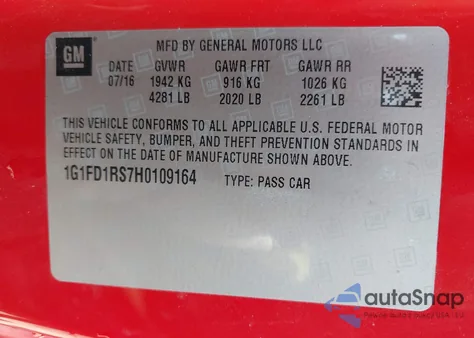 GM
MFD BY GENERAL MOTORS LLC
DATE GVWR GAWR FRT GAWR RR
07/16 1942 KG 916 KG 1026 KG
4281 LB 2020 LB 2261 LB
THIS VEHICLE CONFORMS TO ALL APPLICABLE U.S. FEDERAL MOTOR
VEHICLE SAFETY, BUMPER, AND THEFT PREVENTION STANDARDS IN
EFFECT ON THE DATE OF MANUFACTURE SHOWN ABOVE.
1G1FD1RS7H0109164 TYPE: PASS CAR
autoSnap